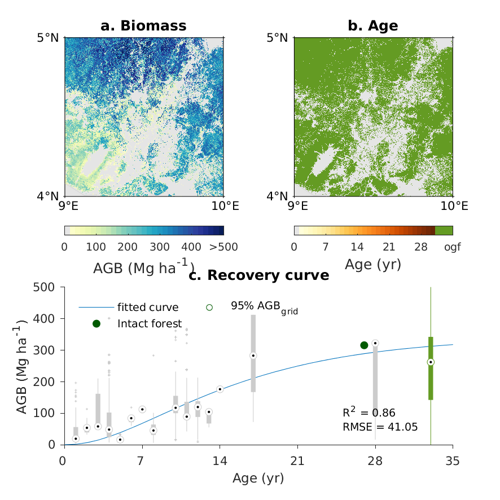 a. Biomass
b. Age
5°N
4°N
9°E
10°E
5°N
4°N
9°E
10°E
0 100 200 300 400 >500
AGB (Mg ha⁻¹)
0 7 14 21 28 ogf
Age (yr)
c. Recovery curve
AGB (Mg ha⁻¹)
500
400
300
200
100
0
fitted curve
Intact forest
95% AGB_grid
R² = 0.86
RMSE = 41.05
0 7 14 21 28 35
Age (yr)